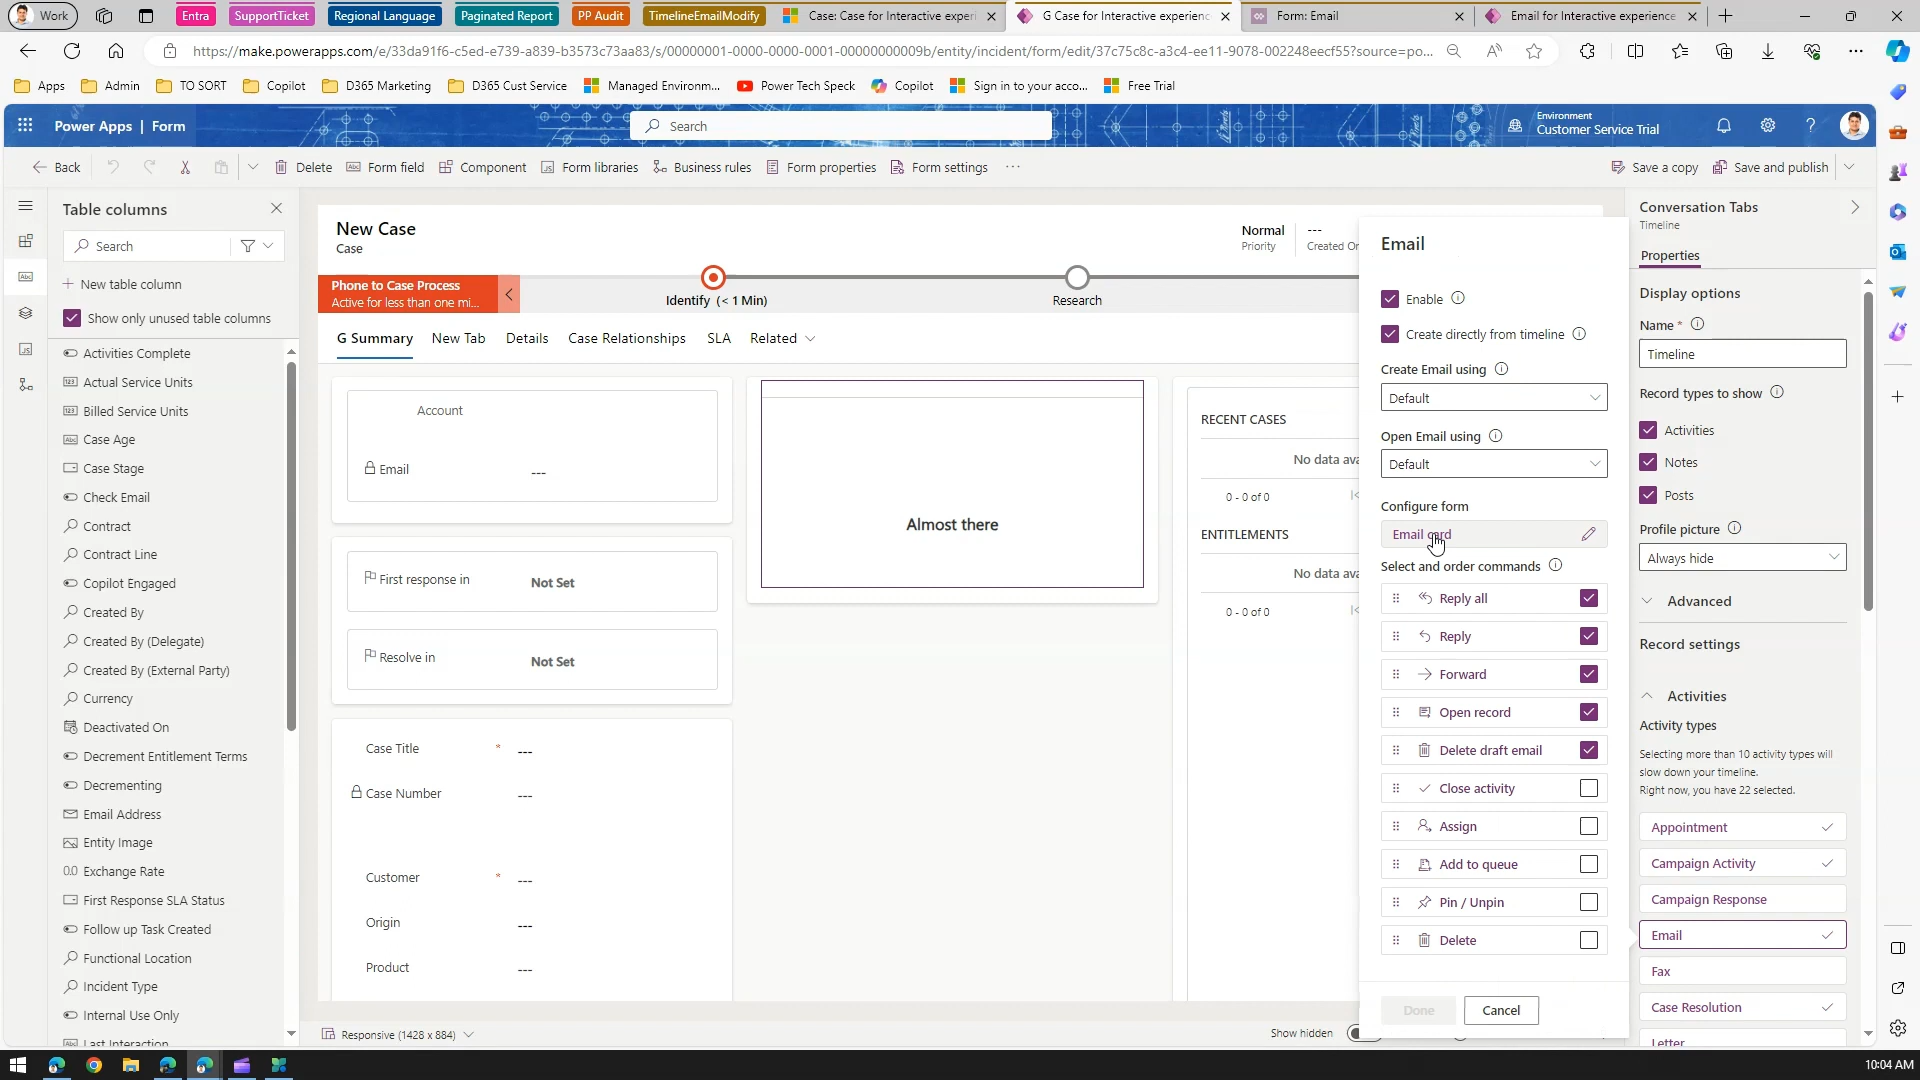 Work
Entra
SupportTicket
Regional Language
Paginated Report
PP Audit
TimelineEmailModify
Case: Case for Interactive experi
G Case for Interactive experienc
Form: Email
Email for Interactive experience
https://make.powerapps.com/e/33da91f6-c5ed-e739-a839-b3573c73aa83/s/00000001-0000-0000-0001-00000000009b/entity/incident/form/edit/37c75c8c-a3c4-ee11-9078-002248eecf55?source=po...
Apps
Admin
TO SORT
Copilot
D365 Marketing
D365 Cust Service
Managed Environm...
Power Tech Speck
Copilot
Sign in to your acco...
Free Trial
Power Apps | Form
Search
Environment
Customer Service Trial
Back
Delete
Form field
Component
Form libraries
Business rules
Form properties
Form settings
Save a copy
Save and publish
Table columns
Search
New table column
Show only unused table columns
Activities Complete
Actual Service Units
Billed Service Units
Case Age
Case Stage
Check Email
Contract
Contract Line
Copilot Engaged
Created By
Created By (Delegate)
Created By (External Party)
Currency
Deactivated On
Decrement Entitlement Terms
Decrementing
Email Address
Entity Image
Exchange Rate
First Response SLA Status
Follow up Task Created
Functional Location
Incident Type
Internal Use Only
Last Interaction
New Case
Case
Normal
Priority
---
Created On
Phone to Case Process
Active for less than one mi...
Identify (< 1 Min)
Research
G Summary
New Tab
Details
Case Relationships
SLA
Related
Account
Email
---
First response in
Not Set
Resolve in
Not Set
Case Title
*
---
Case Number
---
Customer
*
---
Origin
---
Product
---
Almost there
RECENT CASES
No data ava
0 - 0 of 0
ENTITLEMENTS
No data ava
0 - 0 of 0
Responsive (1428 x 884)
Show hidden
Email
Enable
Create directly from timeline
Create Email using
Default
Open Email using
Default
Configure form
Email card
Select and order commands
Reply all
Reply
Forward
Open record
Delete draft email
Close activity
Assign
Add to queue
Pin / Unpin
Delete
Done
Cancel
Conversation Tabs
Timeline
Properties
Display options
Name *
Timeline
Record types to show
Activities
Notes
Posts
Profile picture
Always hide
Advanced
Record settings
Activities
Activity types
Selecting more than 10 activity types will
slow down your timeline.
Right now, you have 22 selected.
Appointment
Campaign Activity
Campaign Response
Email
Fax
Case Resolution
Letter
10:04 AM